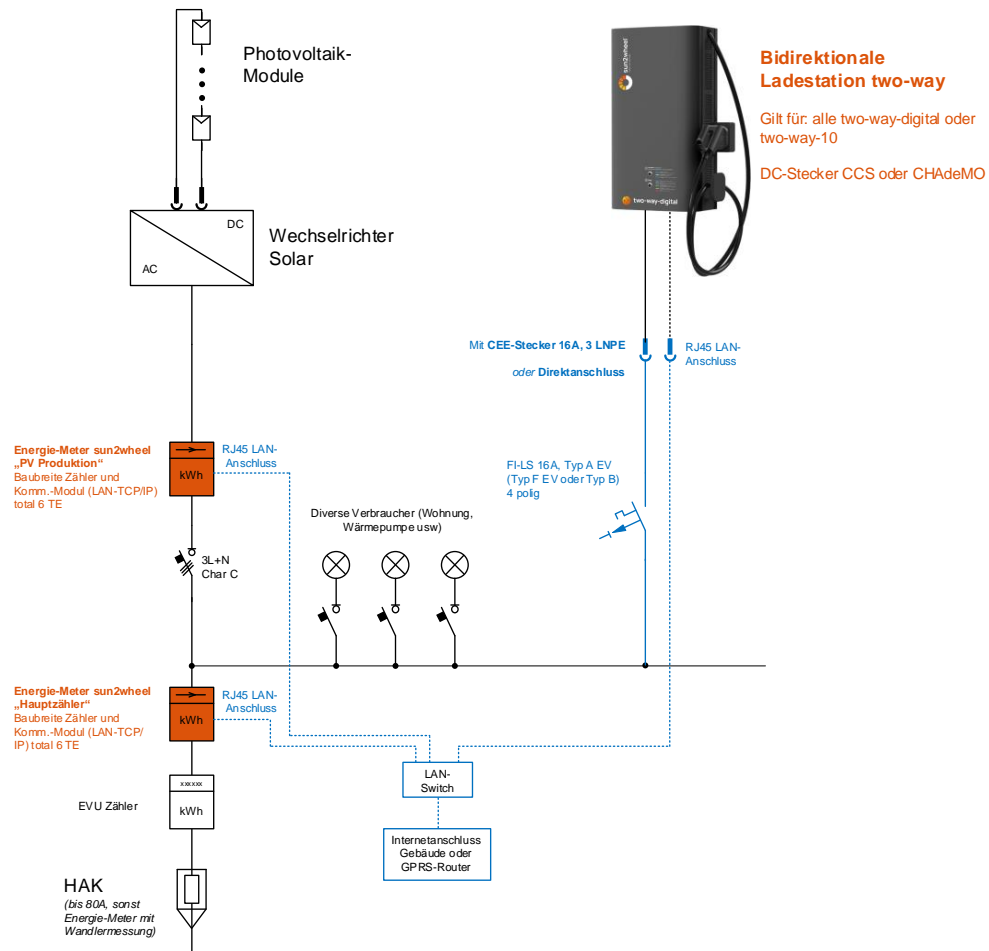 Photovoltaik-
Module
DC
AC
Wechselrichter
Solar
sun2wheel
two-way-digital
Bidirektionale
Ladestation two-way
Gilt für: alle two-way-digital oder
two-way-10
DC-Stecker CCS oder CHAdeMO
Mit CEE-Stecker 16A, 3 LNPE
oder Direktanschluss
RJ45 LAN-
Anschluss
Energie-Meter sun2wheel
„PV Produktion“
Baubreite Zähler und
Komm.-Modul (LAN-TCP/IP)
total 6 TE
kWh
RJ45 LAN-
Anschluss
FI-LS 16A, Typ A EV
(Typ F EV oder Typ B)
4 polig
Diverse Verbraucher (Wohnung,
Wärmepumpe usw)
3L+N
Char C
Energie-Meter sun2wheel
„Hauptzähler“
Baubreite Zähler und
Komm.-Modul (LAN-TCP/
IP) total 6 TE
kWh
RJ45 LAN-
Anschluss
LAN-
Switch
EVU Zähler
xxxxxx
kWh
Internetanschluss
Gebäude oder
GPRS-Router
HAK
(bis 80A, sonst
Energie-Meter mit
Wandlermessung)